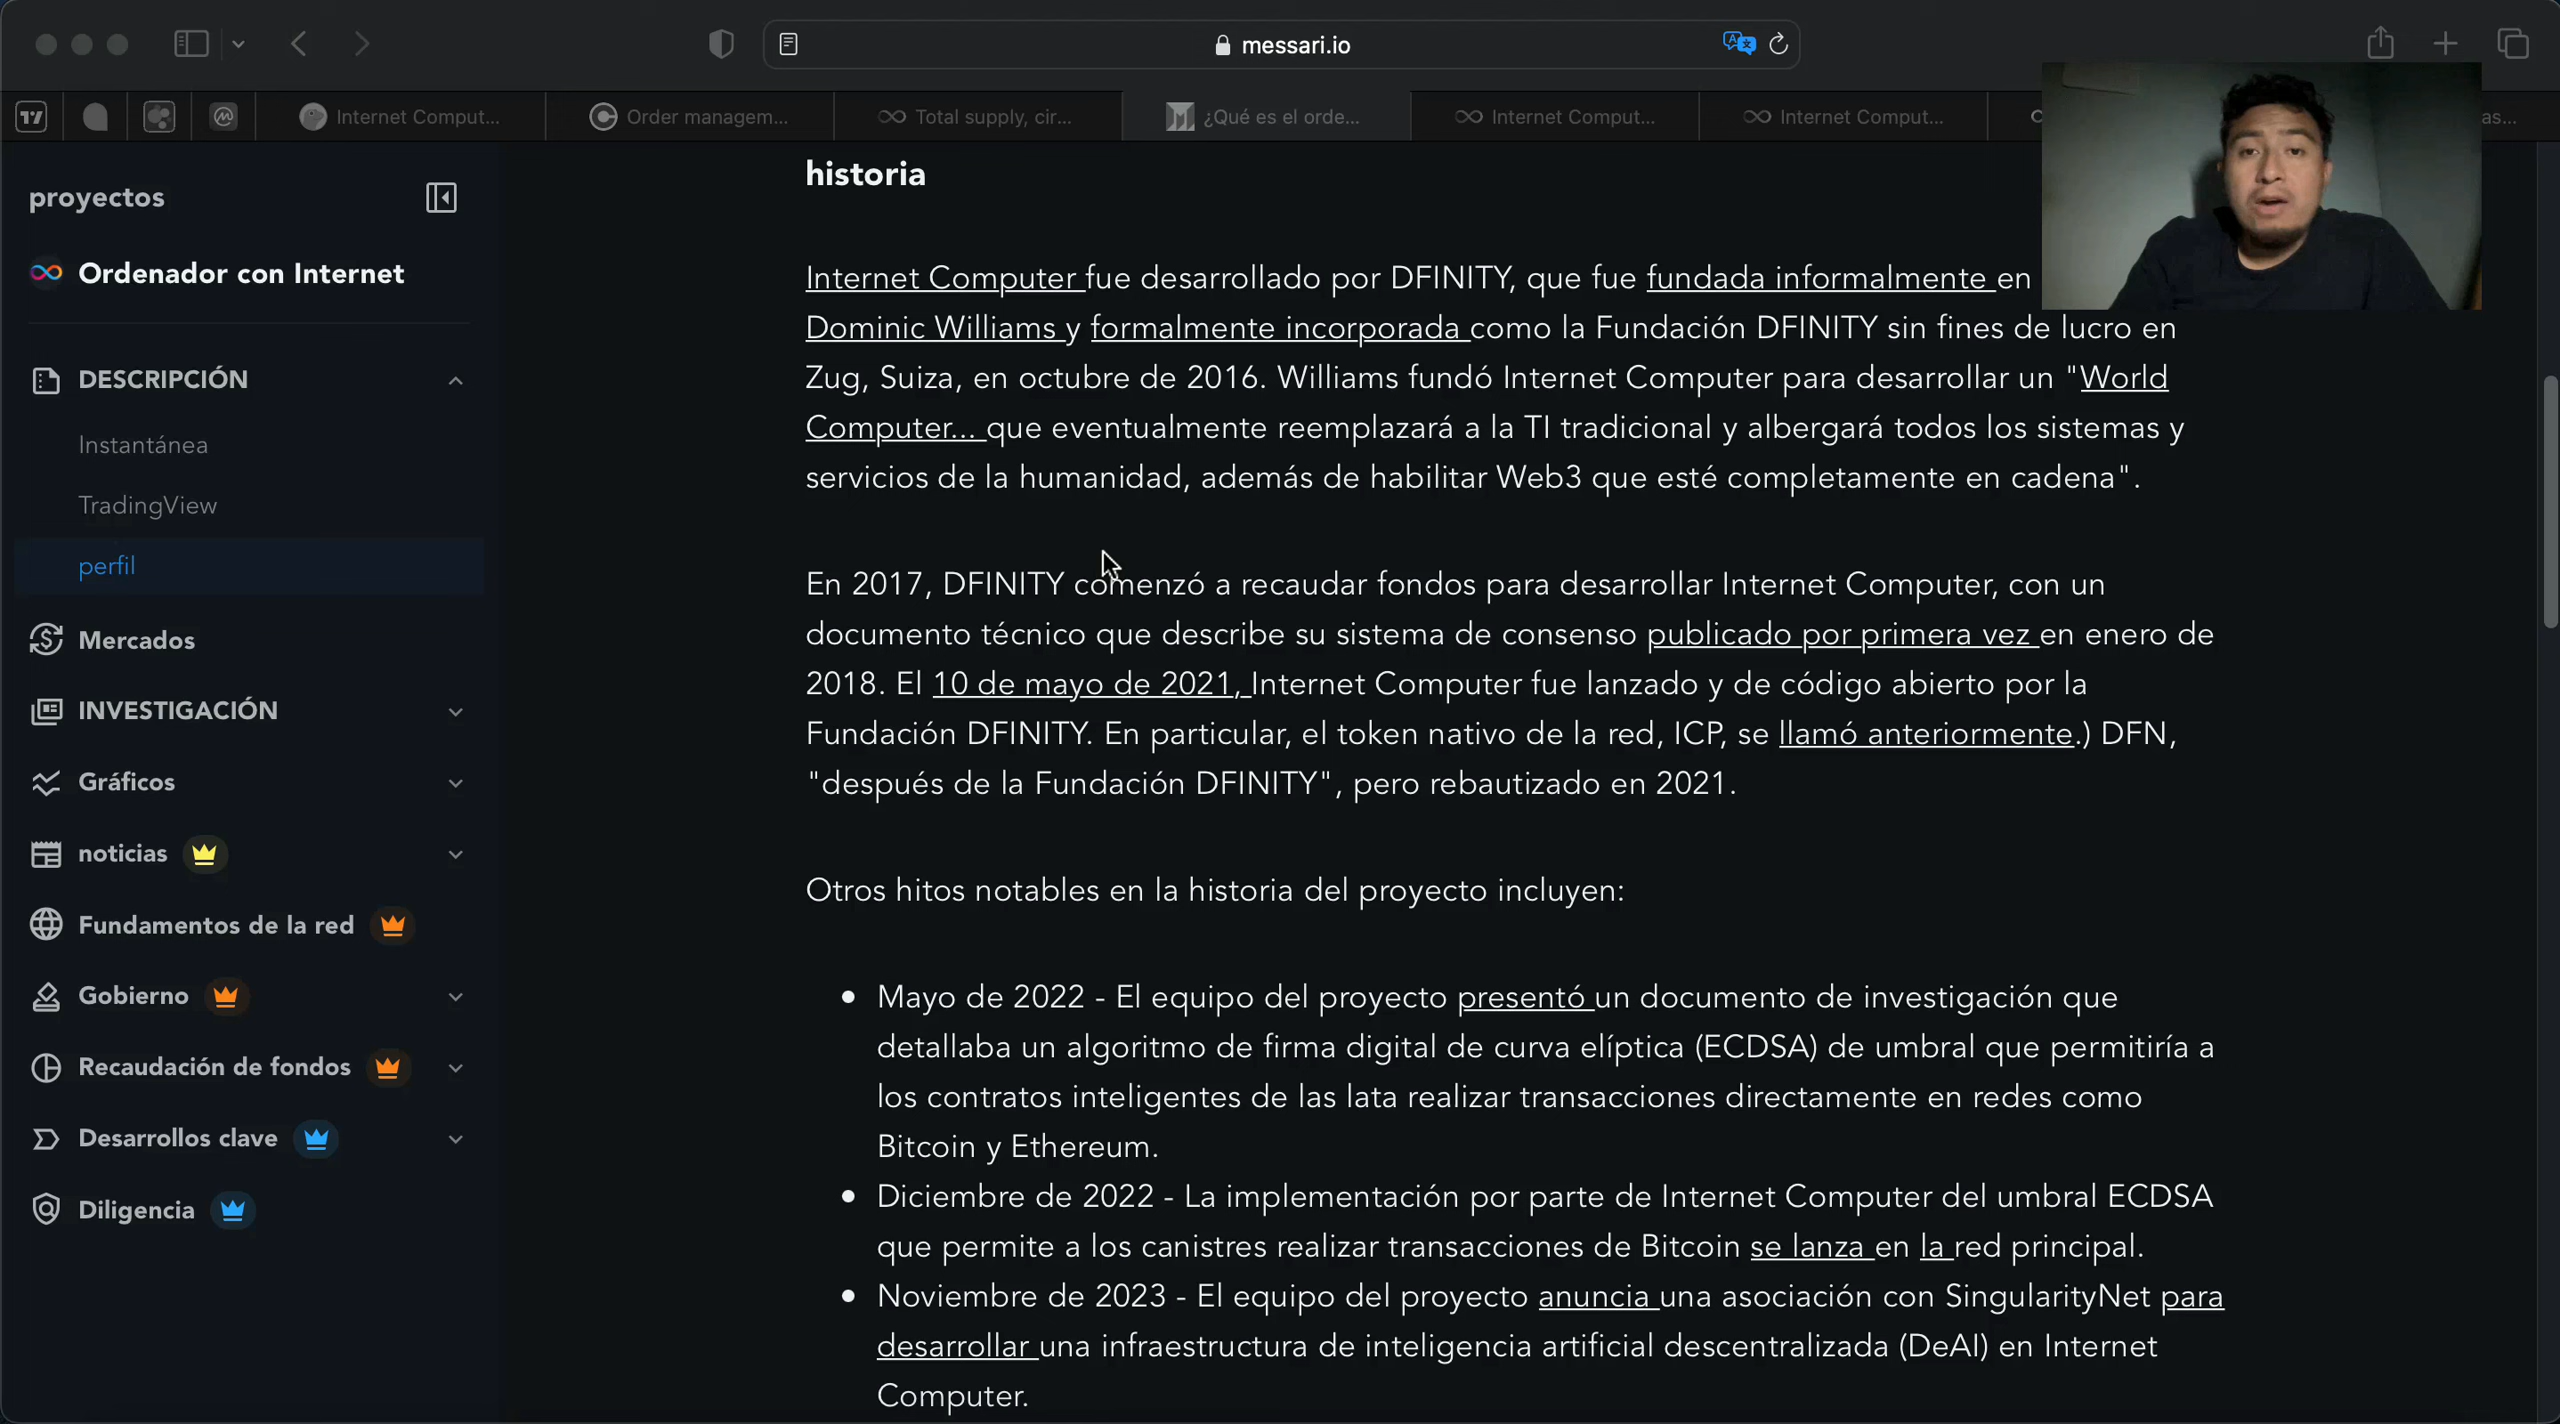 messari.io
Internet Comput...
Order managem...
Total supply, cir...
¿Qué es el orde...
Internet Comput...
Internet Comput...
as...
proyectos
Ordenador con Internet
DESCRIPCIÓN
Instantánea
TradingView
perfil
Mercados
INVESTIGACIÓN
Gráficos
noticias
Fundamentos de la red
Gobierno
Recaudación de fondos
Desarrollos clave
Diligencia
historia
Internet Computer fue desarrollado por DFINITY, que fue fundada informalmente en
Dominic Williams y formalmente incorporada como la Fundación DFINITY sin fines de lucro en
Zug, Suiza, en octubre de 2016. Williams fundó Internet Computer para desarrollar un "World
Computer... que eventualmente reemplazará a la TI tradicional y albergará todos los sistemas y
servicios de la humanidad, además de habilitar Web3 que esté completamente en cadena".
En 2017, DFINITY comenzó a recaudar fondos para desarrollar Internet Computer, con un
documento técnico que describe su sistema de consenso publicado por primera vez en enero de
2018. El 10 de mayo de 2021, Internet Computer fue lanzado y de código abierto por la
Fundación DFINITY. En particular, el token nativo de la red, ICP, se llamó anteriormente.) DFN,
"después de la Fundación DFINITY", pero rebautizado en 2021.
Otros hitos notables en la historia del proyecto incluyen:
• Mayo de 2022 - El equipo del proyecto presentó un documento de investigación que
detallaba un algoritmo de firma digital de curva elíptica (ECDSA) de umbral que permitiría a
los contratos inteligentes de las lata realizar transacciones directamente en redes como
Bitcoin y Ethereum.
• Diciembre de 2022 - La implementación por parte de Internet Computer del umbral ECDSA
que permite a los canistres realizar transacciones de Bitcoin se lanza en la red principal.
• Noviembre de 2023 - El equipo del proyecto anuncia una asociación con SingularityNet para
desarrollar una infraestructura de inteligencia artificial descentralizada (DeAI) en Internet
Computer.